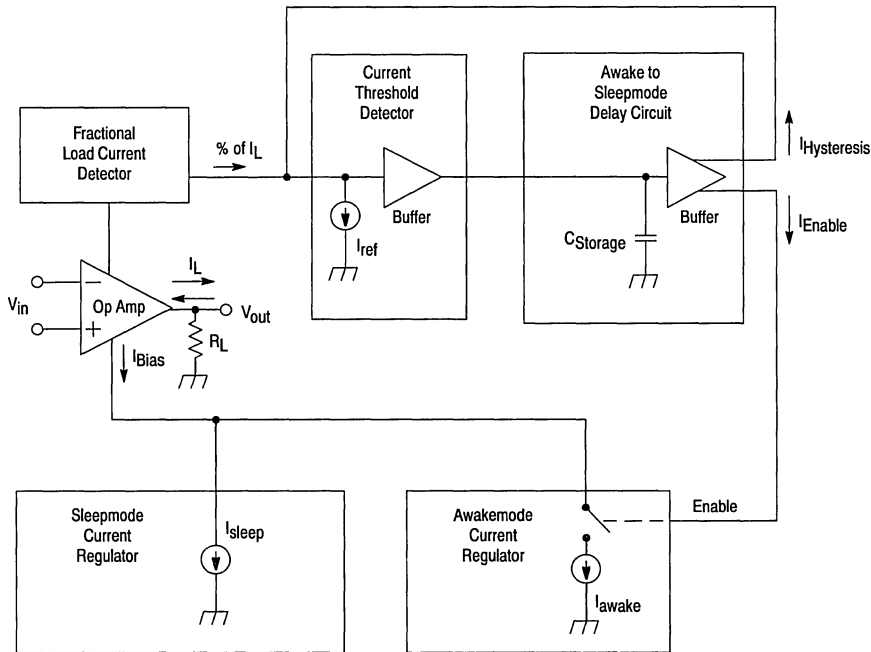 Fractional
Load Current
Detector
% of IL
Current
Threshold
Detector
Buffer
Iref
Awake to
Sleepmode
Delay Circuit
Buffer
CStorage
IHysteresis
IEnable
Vin
−
+
Op Amp
IL
Vout
RL
IBias
Sleepmode
Current
Regulator
Isleep
Awakemode
Current
Regulator
Iawake
Enable